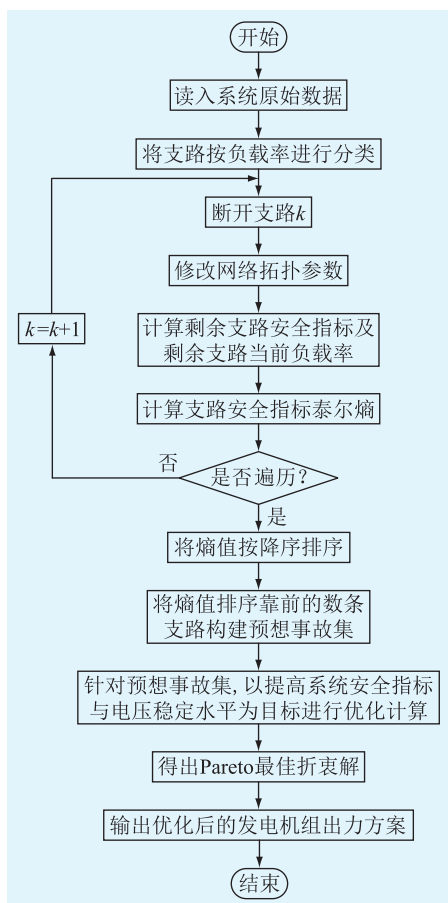 开始
读入系统原始数据
将支路按负载率进行分类
断开支路k
修改网络拓扑参数
k=k+1
计算剩余支路安全指标及
剩余支路当前负载率
计算支路安全指标泰尔熵
否
是否遍历?
是
将熵值按降序排序
将熵值排序靠前的数条
支路构建预想事故集
针对预想事故集,以提高系统安全指标
与电压稳定水平为目标进行优化计算
得出Pareto最佳折衷解
输出优化后的发电机组出力方案
结束